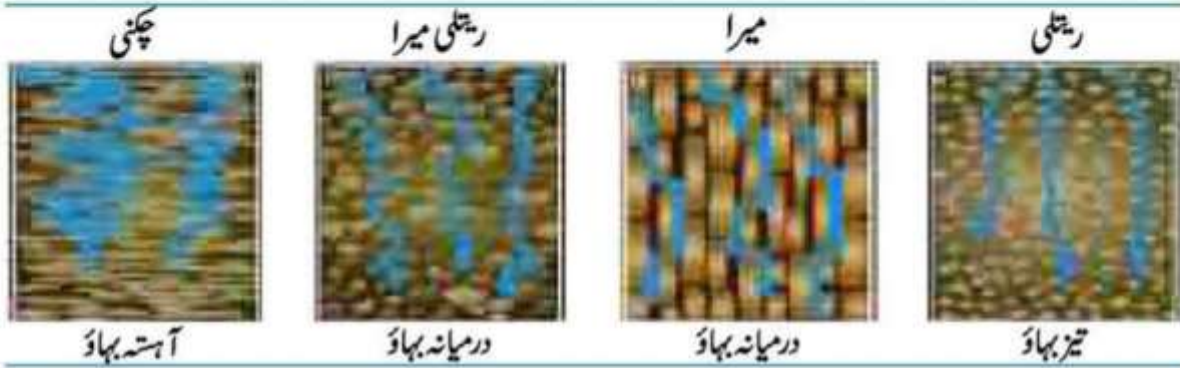 ریتلی
میرا
ریتلی میرا
چکنی
تیز بہاؤ
درمیانہ بہاؤ
درمیانہ بہاؤ
آہستہ بہاؤ